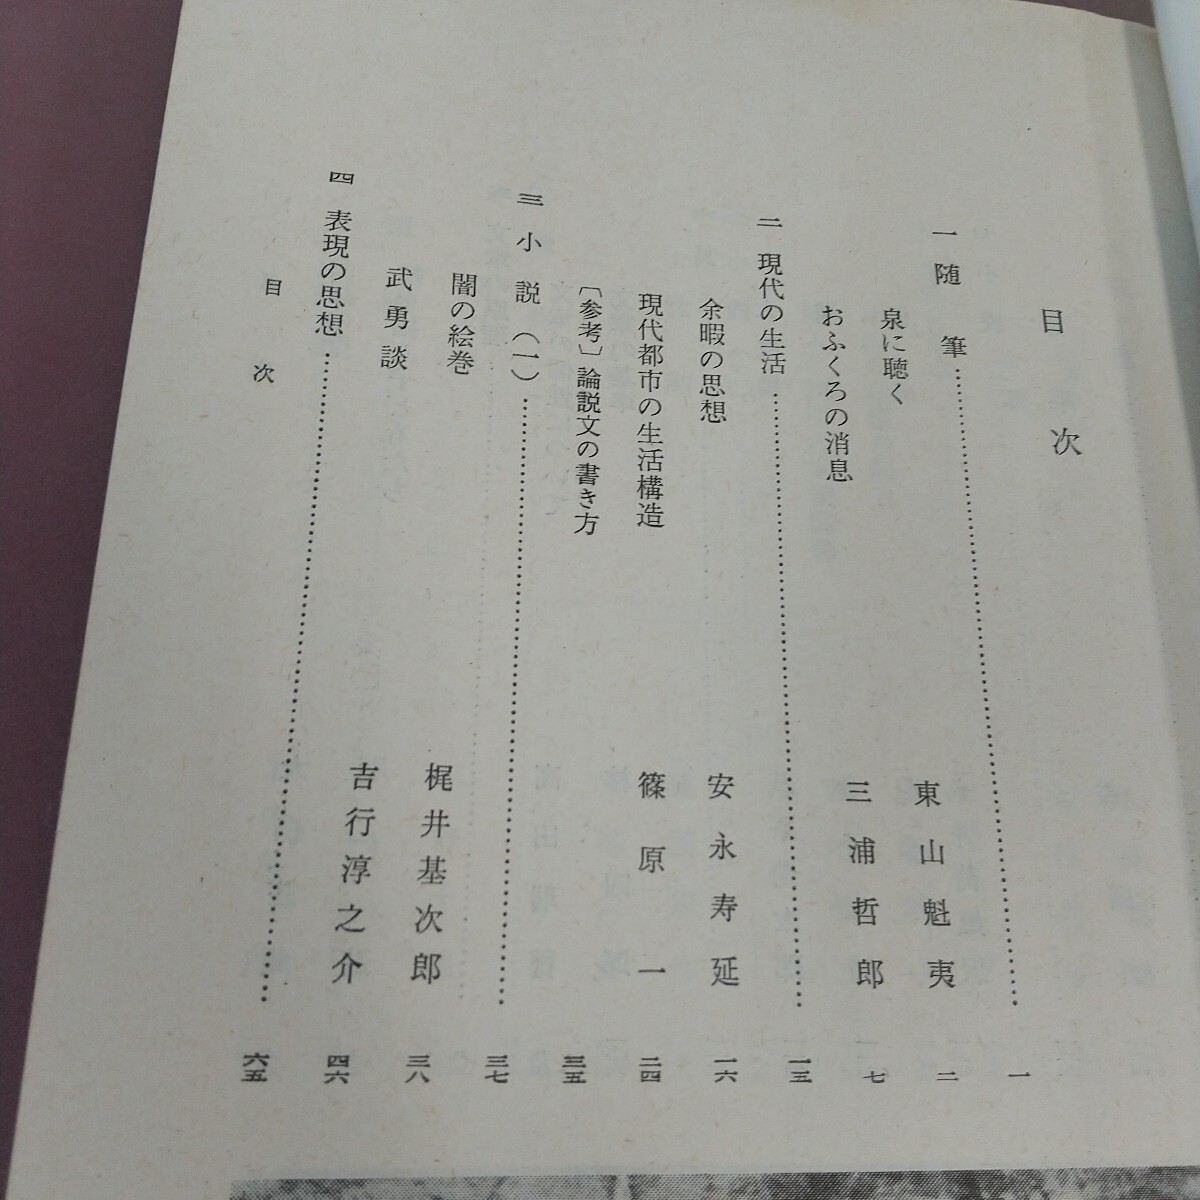 目次
一 随筆……一
泉に聴く 東山魁夷 二
おふくろの消息 三浦哲郎 七
二 現代の生活……一五
余暇の思想 安永寿延 一六
現代都市の生活構造 篠原一 二四
〔参考〕論説文の書き方 三五
三 小説(一)……三七
闇の絵巻 梶井基次郎 三八
武勇談 吉行淳之介 四六
四 表現の思想……六五
目次